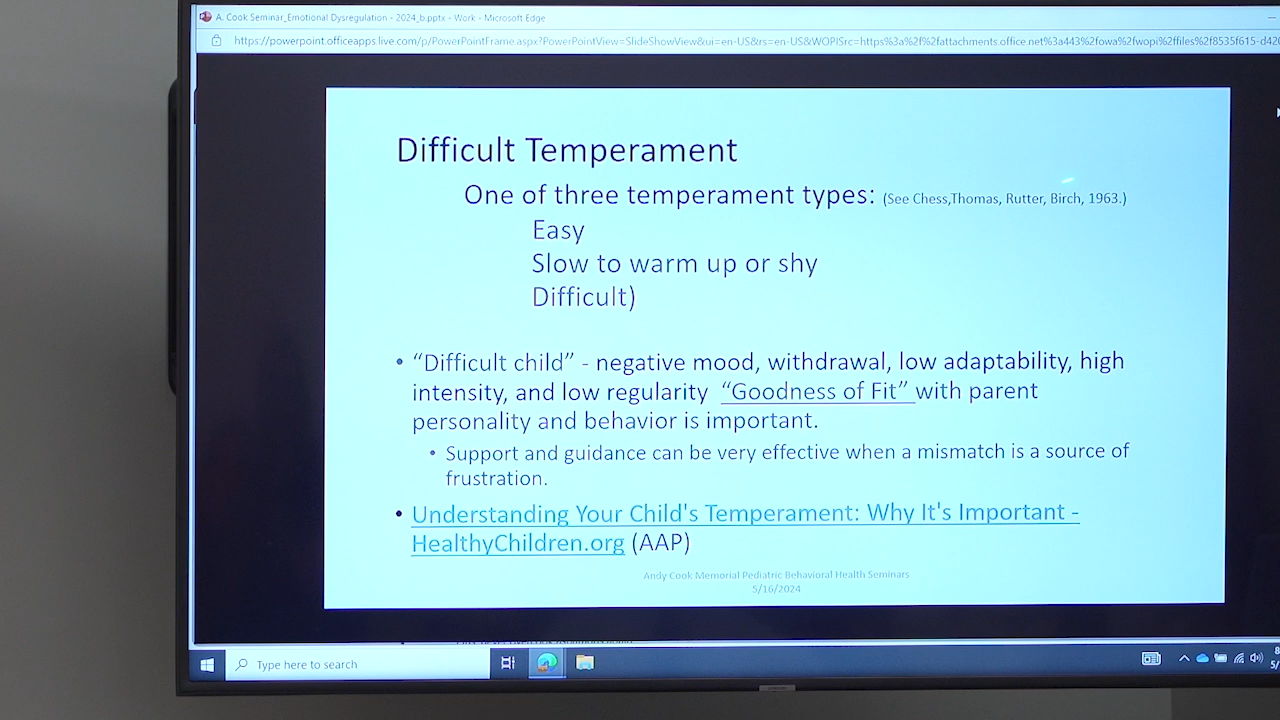 A. Cook Seminar_Emotional Dysregulation - 2024_b.pptx - Work - Microsoft Edge
https://powerpoint.officeapps.live.com/p/PowerPointFrame.aspx?PowerPointView=SlideShowView&ui=en-US&rs=en-US&WOPISrc=https%3a%2f%2fattachments.office.net%3a443%2fowa%2fwopi%2ffiles%2f8535f615-d420
Difficult Temperament
One of three temperament types: (See Chess,Thomas, Rutter, Birch, 1963.)
Easy
Slow to warm up or shy
Difficult)
• “Difficult child” - negative mood, withdrawal, low adaptability, high
intensity, and low regularity “Goodness of Fit” with parent
personality and behavior is important.
• Support and guidance can be very effective when a mismatch is a source of
frustration.
• Understanding Your Child's Temperament: Why It's Important -
HealthyChildren.org (AAP)
Andy Cook Memorial Pediatric Behavioral Health Seminars
5/16/2024
Type here to search